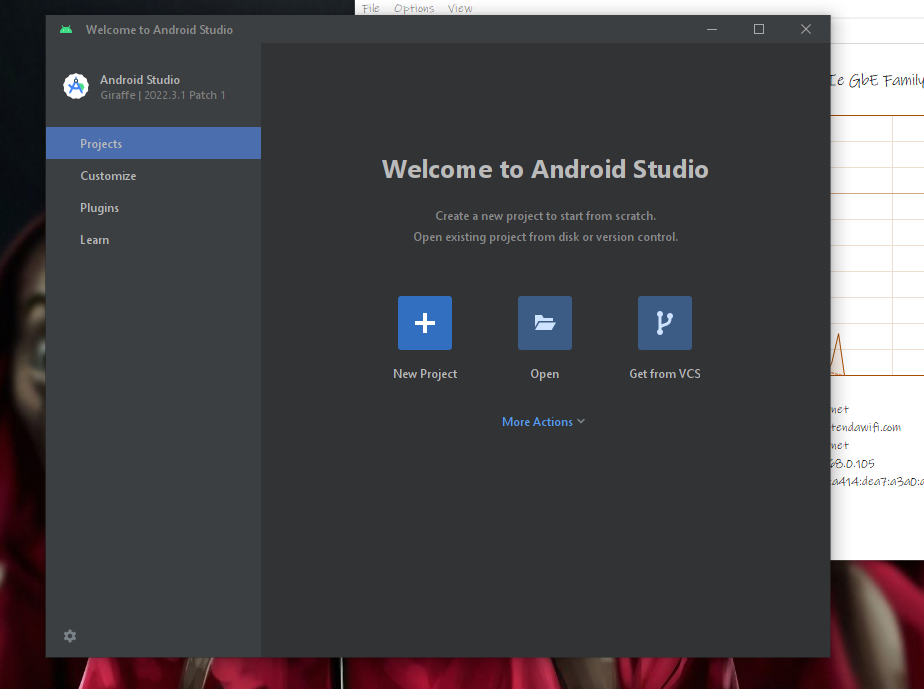 File Options View
Welcome to Android Studio
Android Studio
Giraffe | 2022.3.1 Patch 1
Projects
Customize
Plugins
Learn
Welcome to Android Studio
Create a new project to start from scratch.
Open existing project from disk or version control.
New Project Open Get from VCS
More Actions
Ie GbE Family
net
tendawifi.com
net
68.0.105
:a414:dea7:a3a0: